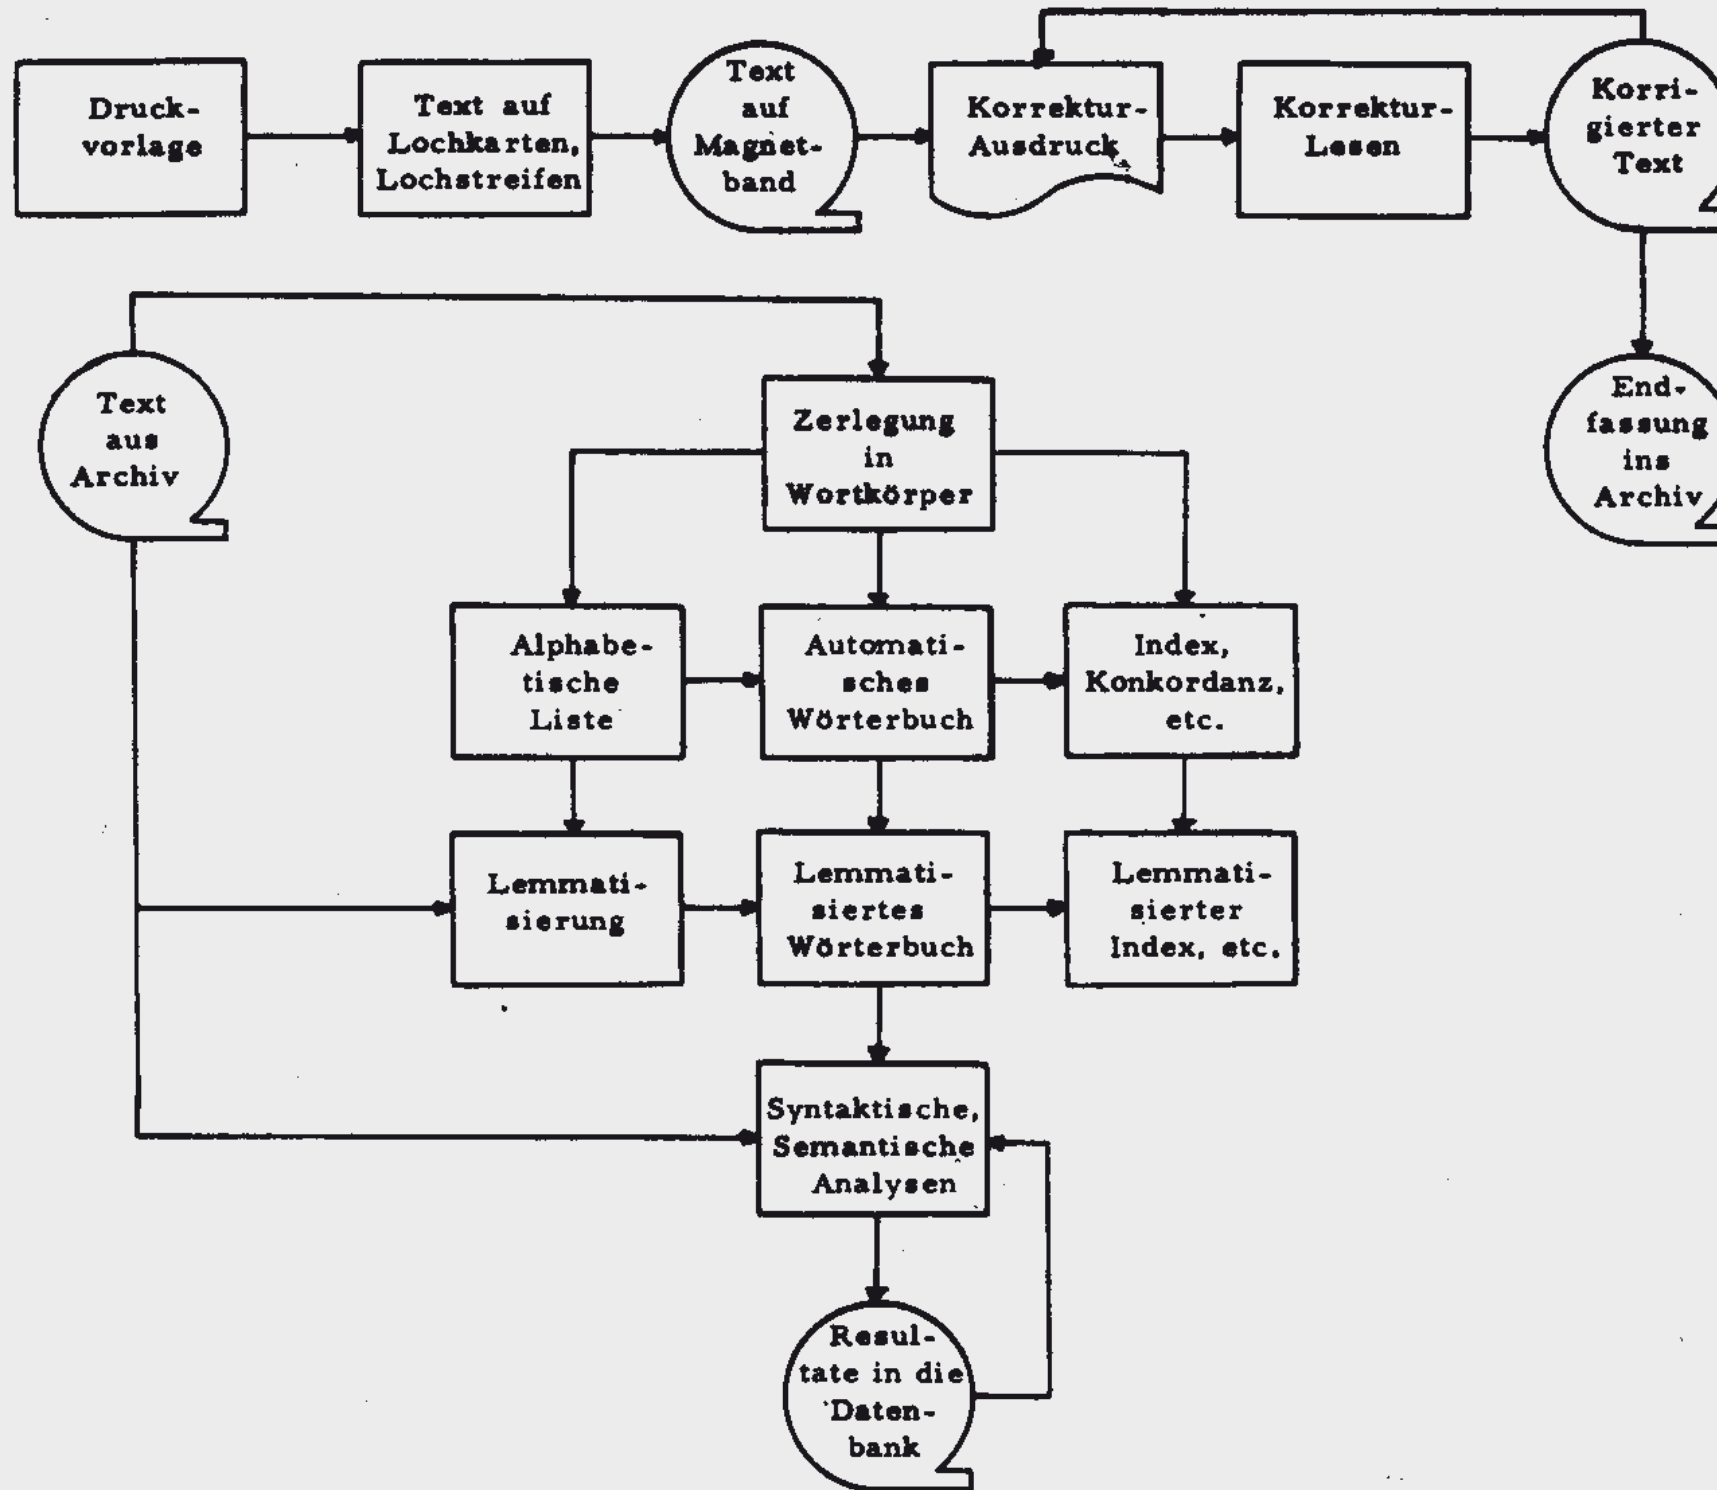 Druck-
vorlage
Text auf
Lochkarten,
Lochstreifen
Text
auf
Magnet-
band
Korrektur-
Ausdruck
Korrektur-
Lesen
Korri-
gierter
Text
Text
aus
Archiv
Zerlegung
in
Wortkörper
End-
fassung
ins
Archiv
Alphabe-
tische
Liste
Automati-
sches
Wörterbuch
Index,
Konkordanz,
etc.
Lemmati-
sierung
Lemmati-
siertes
Wörterbuch
Lemmati-
sierter
Index, etc.
Syntaktische,
Semantische
Analysen
Resul-
tate in die
Daten-
bank